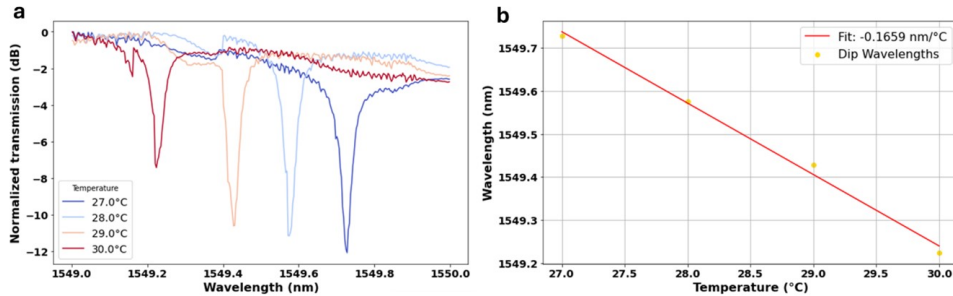 a
Normalized transmission (dB)
0
−2
−4
−6
−8
−10
−12
Temperature
27.0°C
28.0°C
29.0°C
30.0°C
1549.0
1549.2
1549.4
1549.6
1549.8
1550.0
Wavelength (nm)
b
Wavelength (nm)
1549.7
1549.6
1549.5
1549.4
1549.3
1549.2
Fit: -0.1659 nm/°C
Dip Wavelengths
27.0
27.5
28.0
28.5
29.0
29.5
30.0
Temperature (°C)